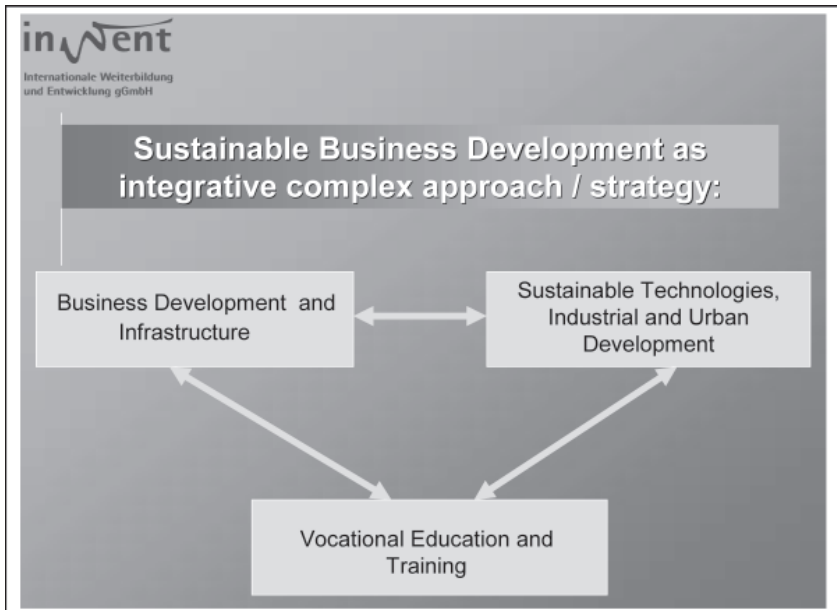 inWent
Internationale Weiterbildung
und Entwicklung gGmbH
Sustainable Business Development as
integrative complex approach / strategy:
Business Development and
Infrastructure
Sustainable Technologies,
Industrial and Urban
Development
Vocational Education and
Training